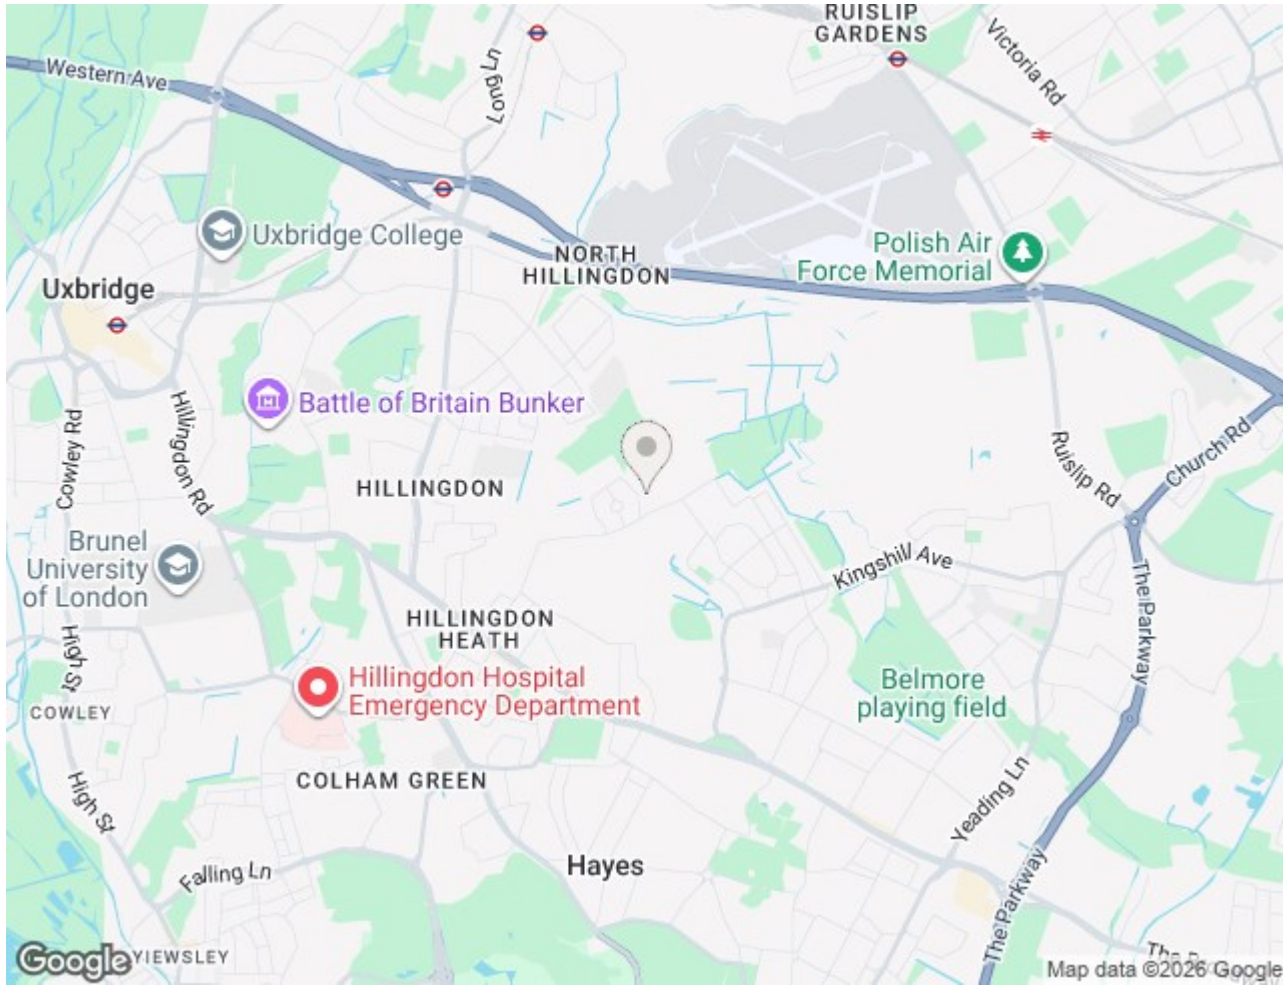 RUISLIP
GARDENS
Victoria Rd
Long Ln
Western Ave
Uxbridge College
NORTH
HILLINGDON
Polish Air
Force Memorial
Uxbridge
Battle of Britain Bunker
Hillingdon Rd
Cowley Rd
HILLINGDON
Ruislip Rd
Church Rd
Brunel
University
of London
Kingshill Ave
The Parkway
HILLINGDON
HEATH
High St
Hillingdon Hospital
Emergency Department
Belmore
playing field
COWLEY
COLHAM GREEN
High St
Yeading Ln
Falling Ln
Hayes
The Parkway
YIEWSLEY
The
Google
Map data ©2026 Google